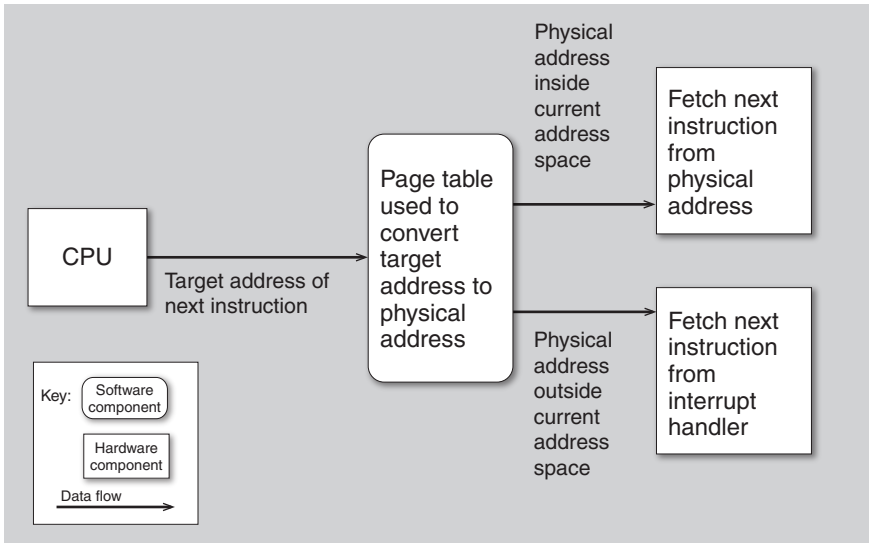 CPU
Target address of
next instruction
Page table
used to
convert
target
address to
physical
address
Physical
address
inside
current
address
space
Fetch next
instruction
from
physical
address
Physical
address
outside
current
address
space
Fetch next
instruction
from
interrupt
handler
Key:
Software
component
Hardware
component
Data flow